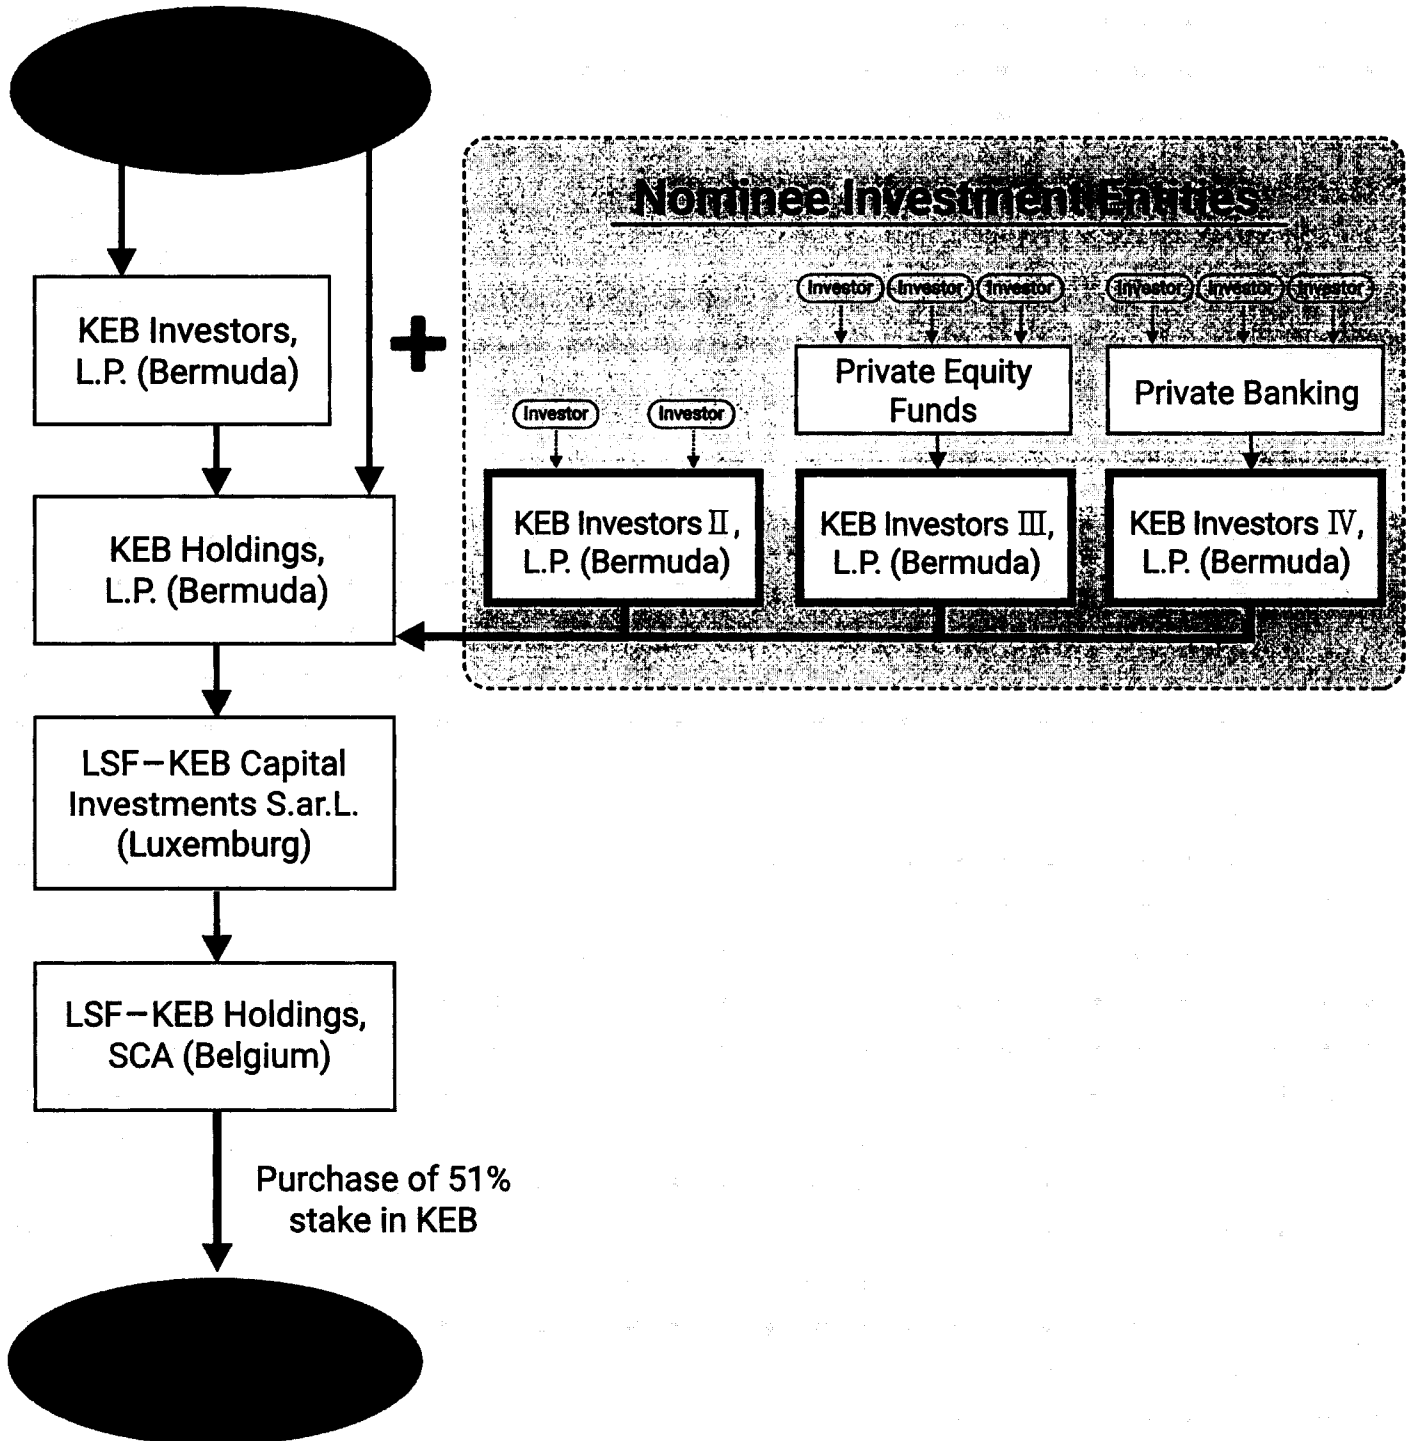 Nominee Investment Entities
Investor Investor Investor Investor Investor Investor
KEB Investors,
L.P. (Bermuda)
Private Equity
Funds
Private Banking
Investor Investor
KEB Investors II,
L.P. (Bermuda)
KEB Investors III,
L.P. (Bermuda)
KEB Investors IV,
L.P. (Bermuda)
KEB Holdings,
L.P. (Bermuda)
LSF–KEB Capital
Investments S.ar.L.
(Luxemburg)
LSF–KEB Holdings,
SCA (Belgium)
Purchase of 51%
stake in KEB